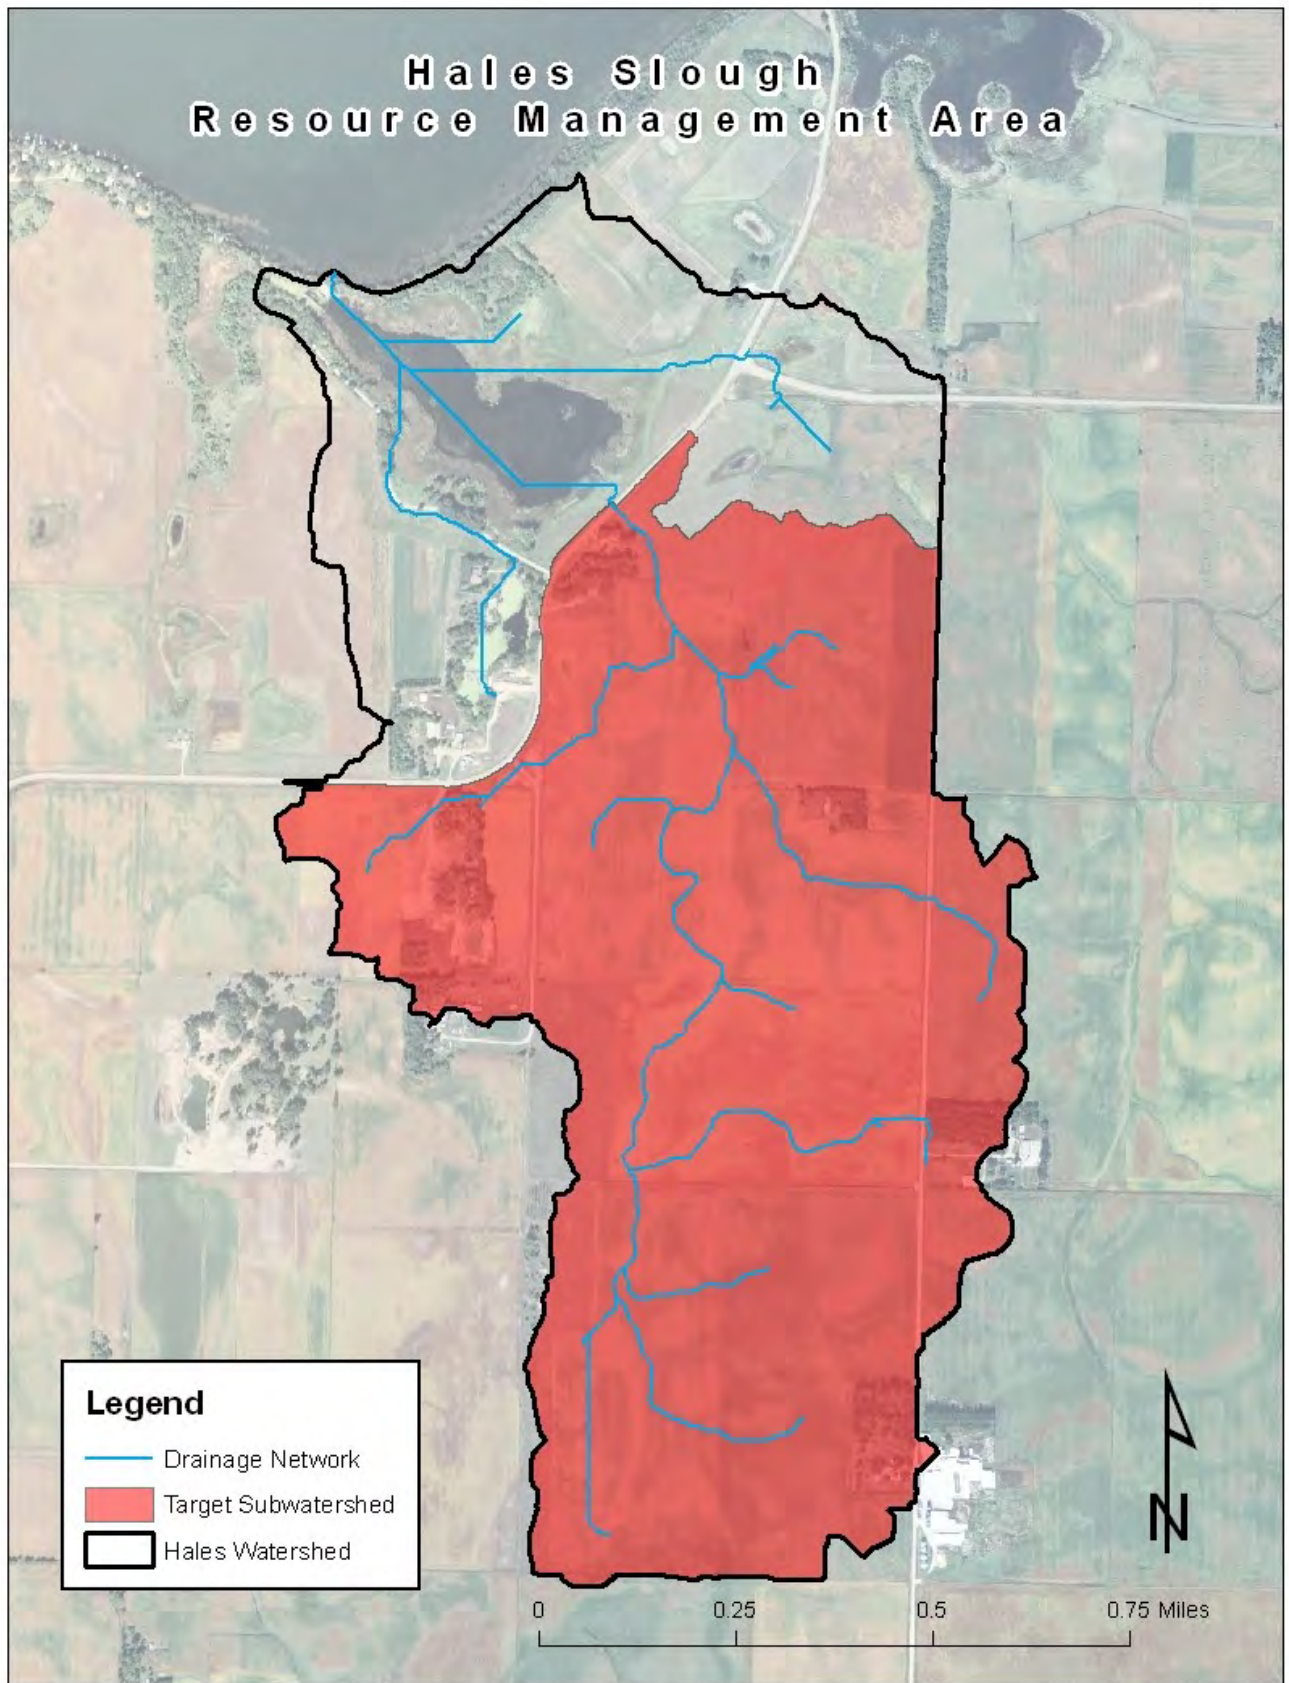 Hales Slough
Resource Management Area
Legend
Drainage Network
Target Subwatershed
Hales Watershed
N
0 0.25 0.5 0.75 Miles